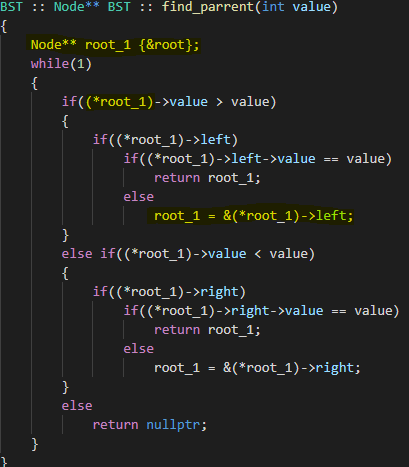 BST :: Node** BST :: find_parrent(int value)
{
    Node** root_1 {&root};
    while(1)
    {
        if((*root_1)->value > value)
        {
            if((*root_1)->left)
                if((*root_1)->left->value == value)
                    return root_1;
                else
                    root_1 = &(*root_1)->left;
        }
        else if((*root_1)->value < value)
        {
            if((*root_1)->right)
                if((*root_1)->right->value == value)
                    return root_1;
                else
                    root_1 = &(*root_1)->right;
        }
        else
            return nullptr;
    }
}